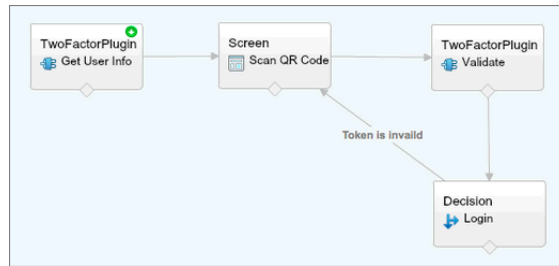 TwoFactorPlugin
Get User Info
Screen
Scan QR Code
TwoFactorPlugin
Validate
Token is invaild
Decision
Login